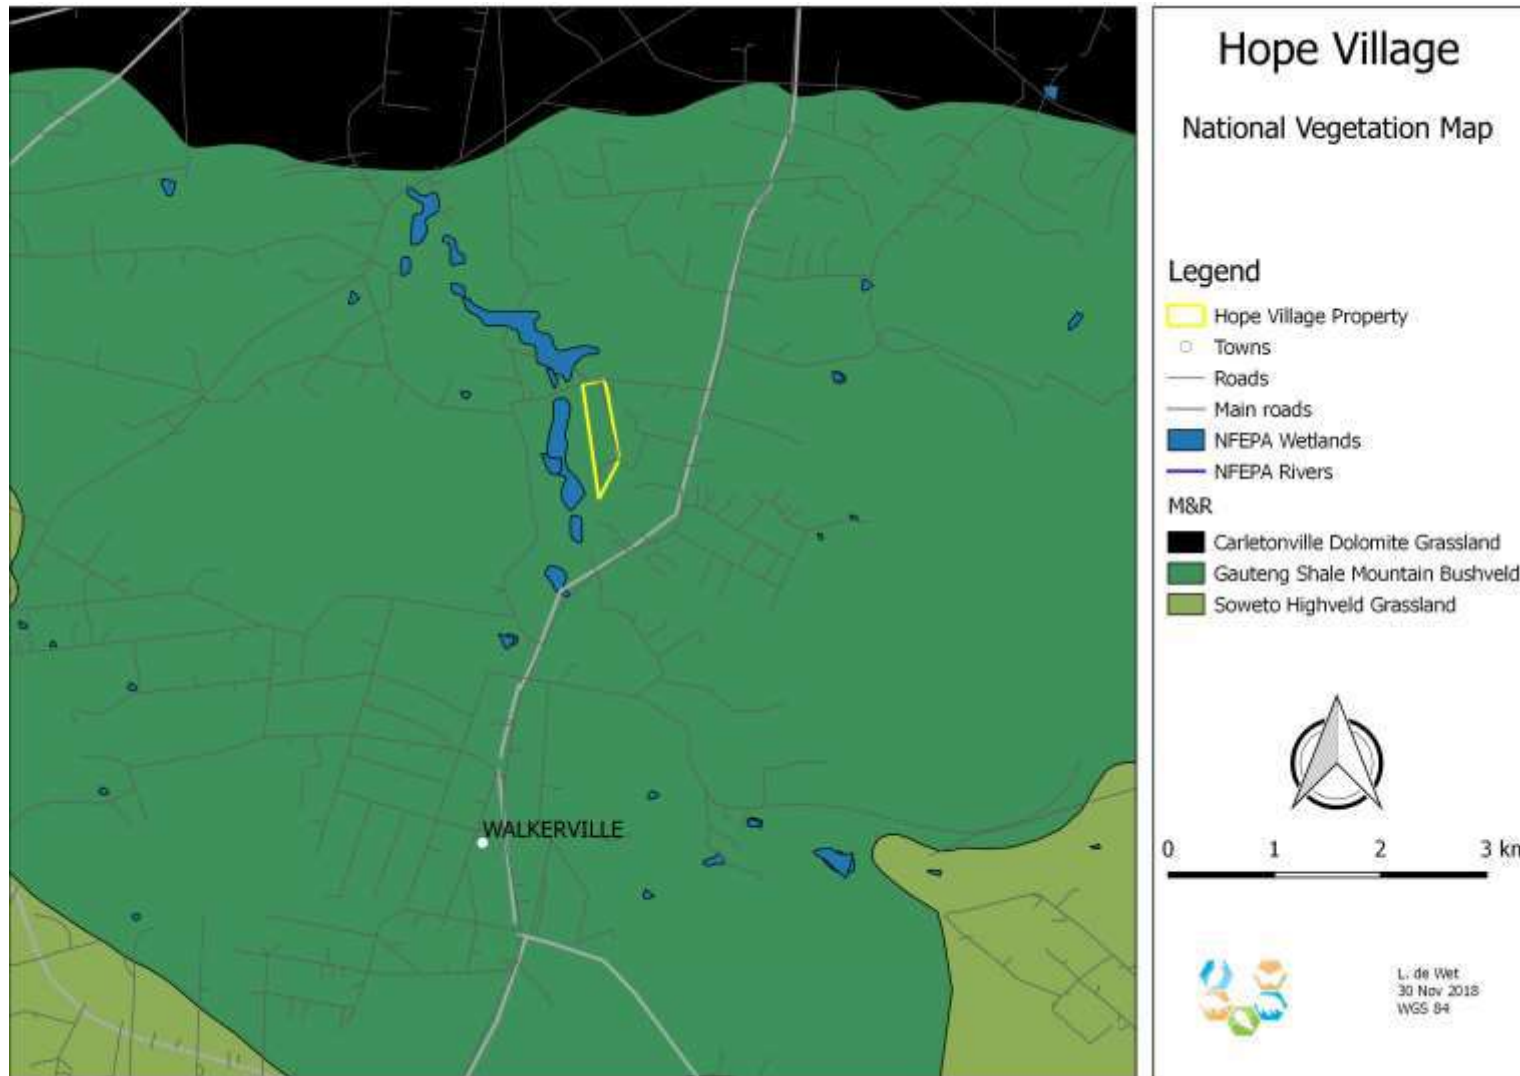 Hope Village
National Vegetation Map
Legend
Hope Village Property
Towns
Roads
Main roads
NFEPA Wetlands
NFEPA Rivers
M&R
Carletonville Dolomite Grassland
Gauteng Shale Mountain Bushveld
Soweto Highveld Grassland
WALKERVILLE
0 1 2 3 km
L. de Wet
30 Nov 2018
WGS 84